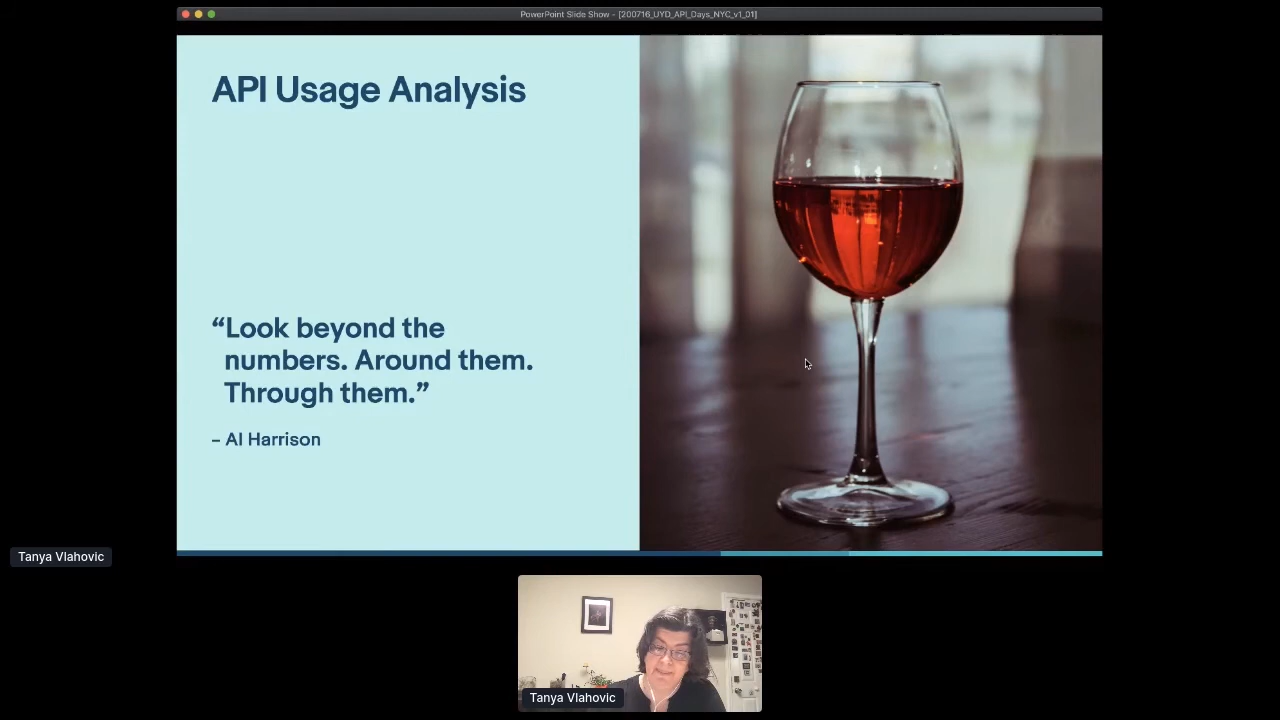 PowerPoint Slide Show - [200716_UYD_API_Days_NYC_v1_01]
API Usage Analysis
“Look beyond the
numbers. Around them.
Through them.”
– Al Harrison
Tanya Vlahovic
Tanya Vlahovic